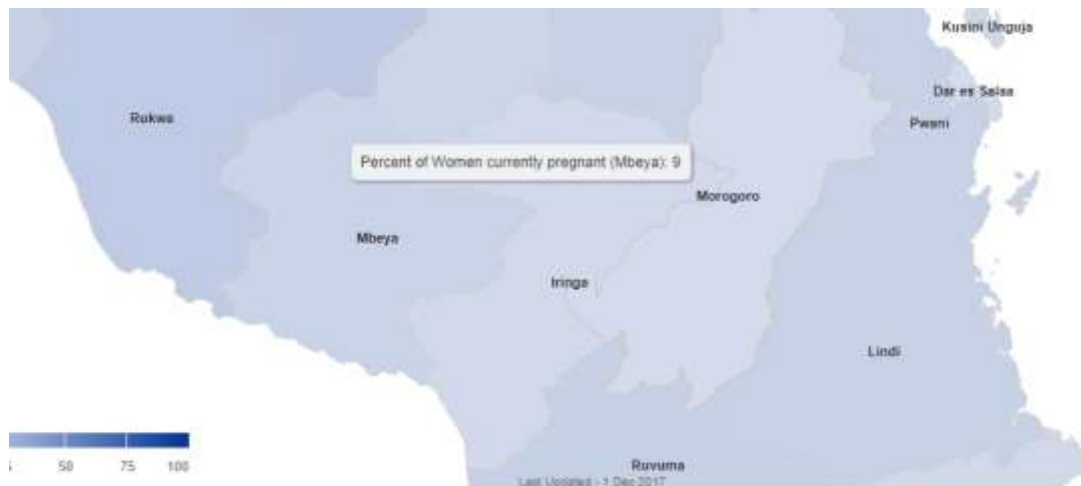 Kusini Unguja
Rukwa
Dar es Salaa
Pwani
Percent of Women currently pregnant (Mbeya): 9
Morogoro
Mbeya
Iringa
Lindi
50 75 100
Ruvuma
Last Updates - 1 Dec 2017